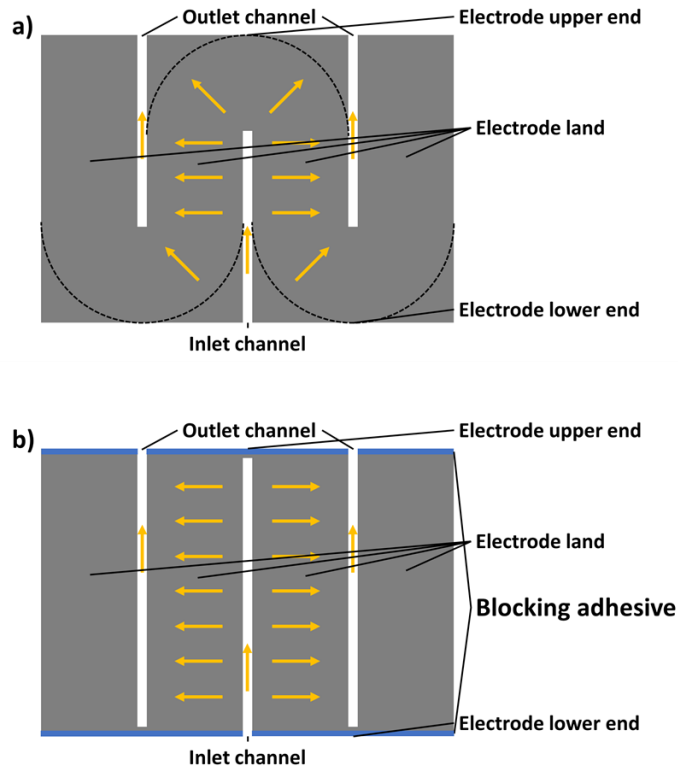 a)
Outlet channel
Electrode upper end
Electrode land
Electrode lower end
Inlet channel
b)
Outlet channel
Electrode upper end
Electrode land
Blocking adhesive
Electrode lower end
Inlet channel